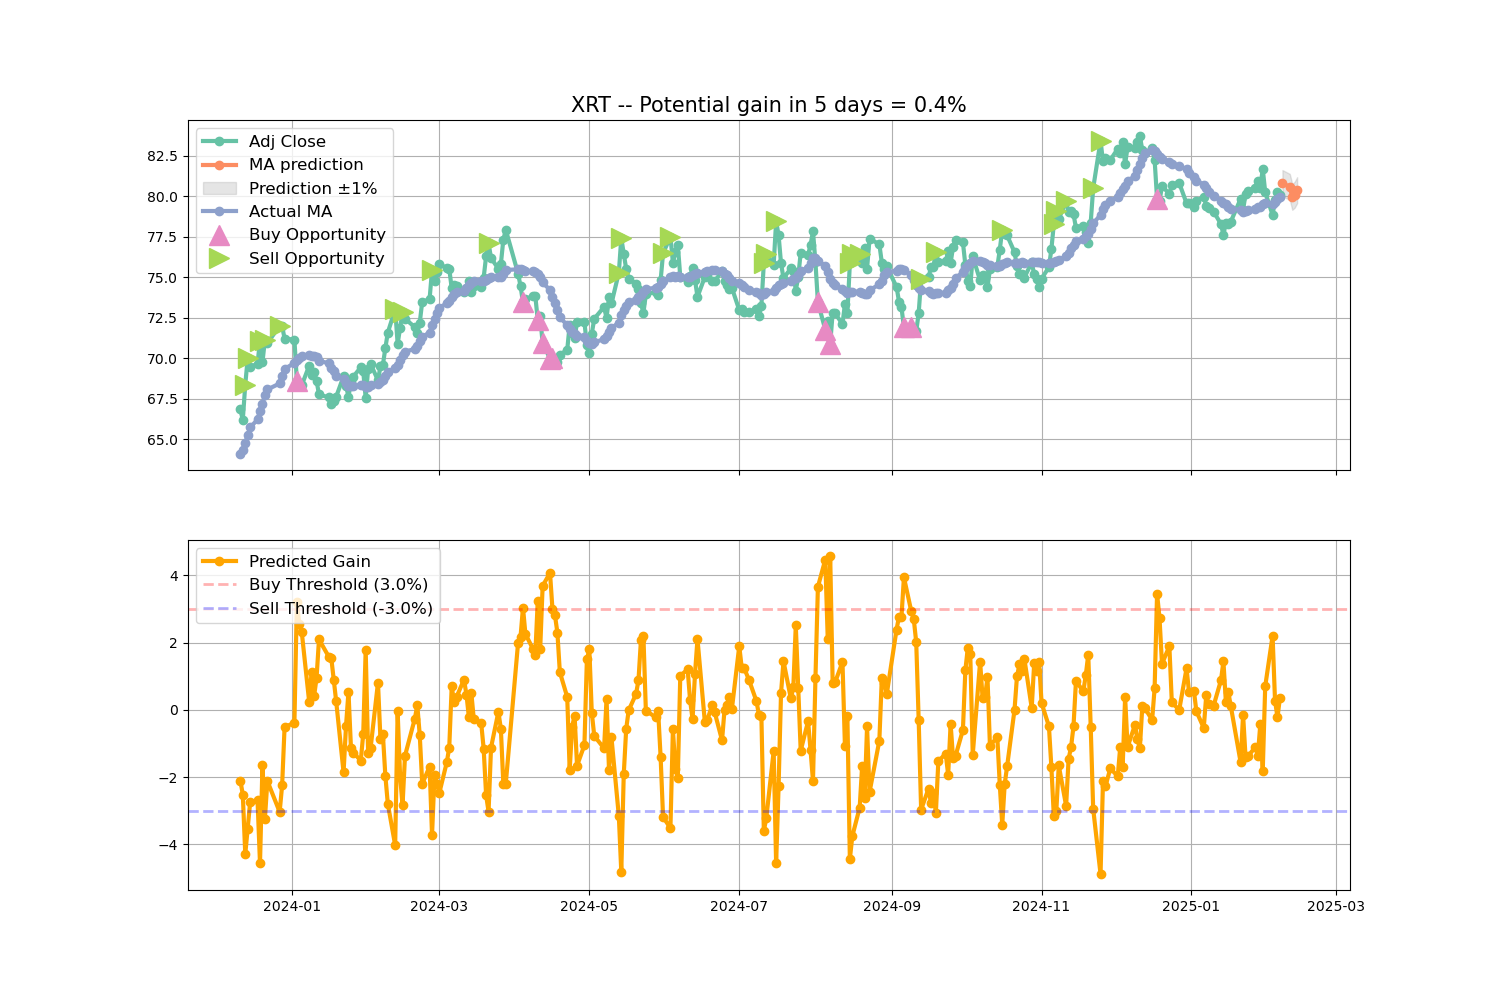 XRT -- Potential gain in 5 days = 0.4%
Adj Close
MA prediction
Prediction ±1%
Actual MA
Buy Opportunity
Sell Opportunity
82.5
80.0
77.5
75.0
72.5
70.0
67.5
65.0
Predicted Gain
Buy Threshold (3.0%)
Sell Threshold (-3.0%)
4
2
0
−2
−4
2024-01 2024-03 2024-05 2024-07 2024-09 2024-11 2025-01 2025-03